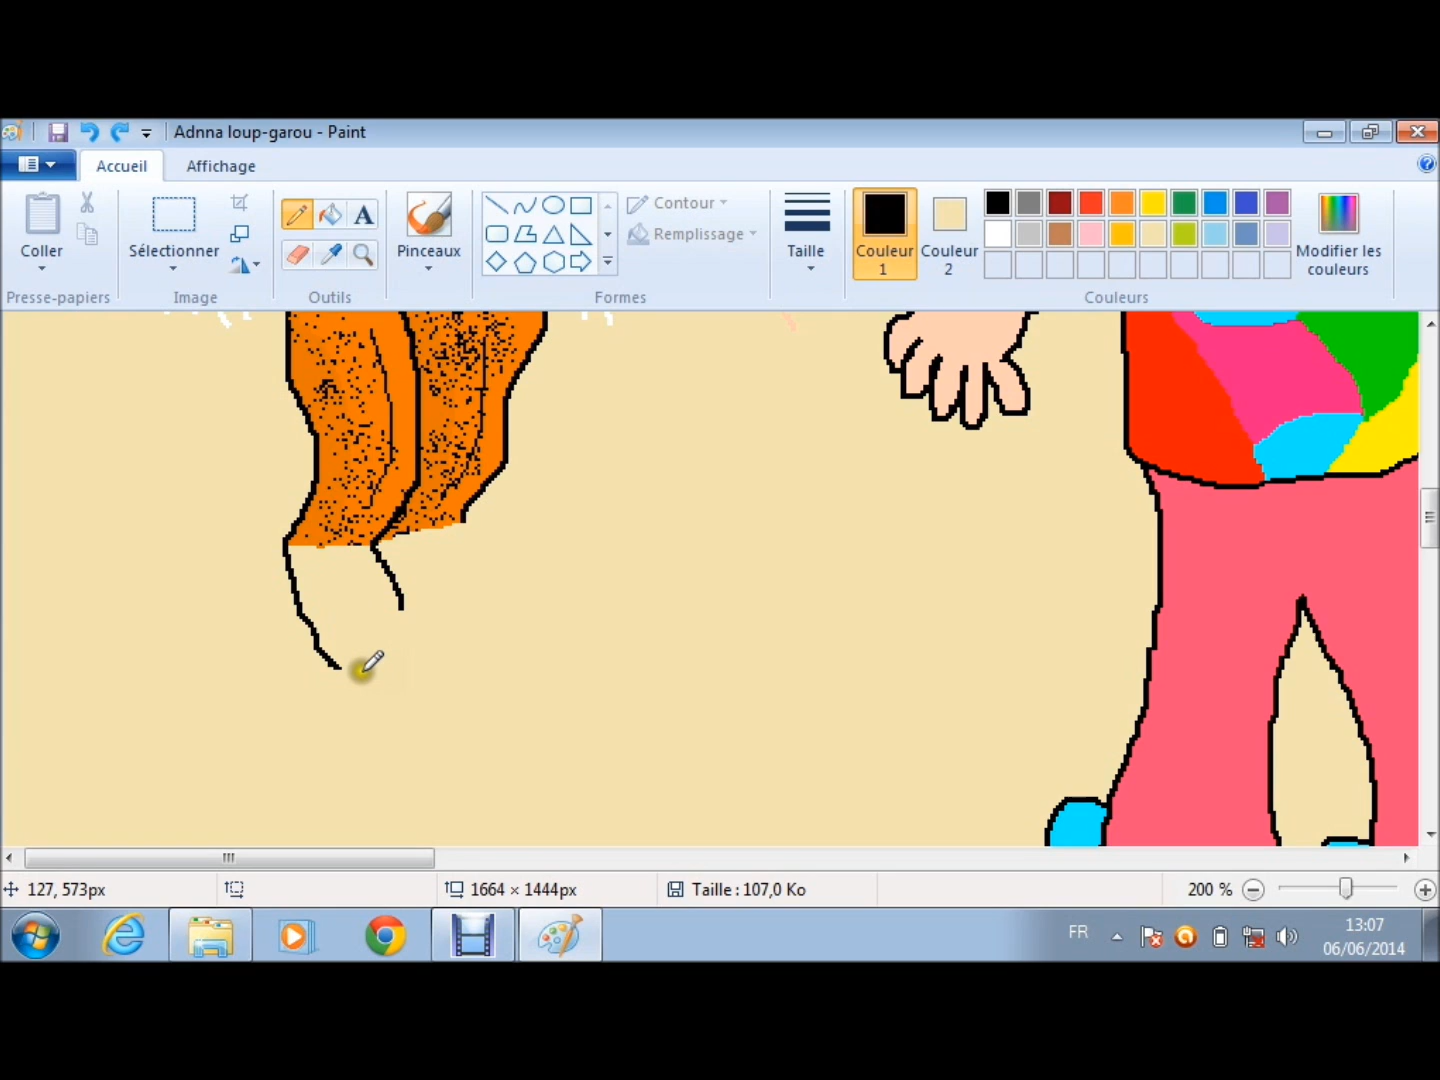 Adnna loup-garou - Paint
Accueil
Affichage
Coller
Presse-papiers
Sélectionner
Image
A
Outils
Pinceaux
Contour
Remplissage
Formes
Taille
Couleur
1
Couleur
2
Modifier les
couleurs
Couleurs
127, 573px
1664 × 1444px
Taille : 107,0 Ko
200 %
FR
13:07
06/06/2014